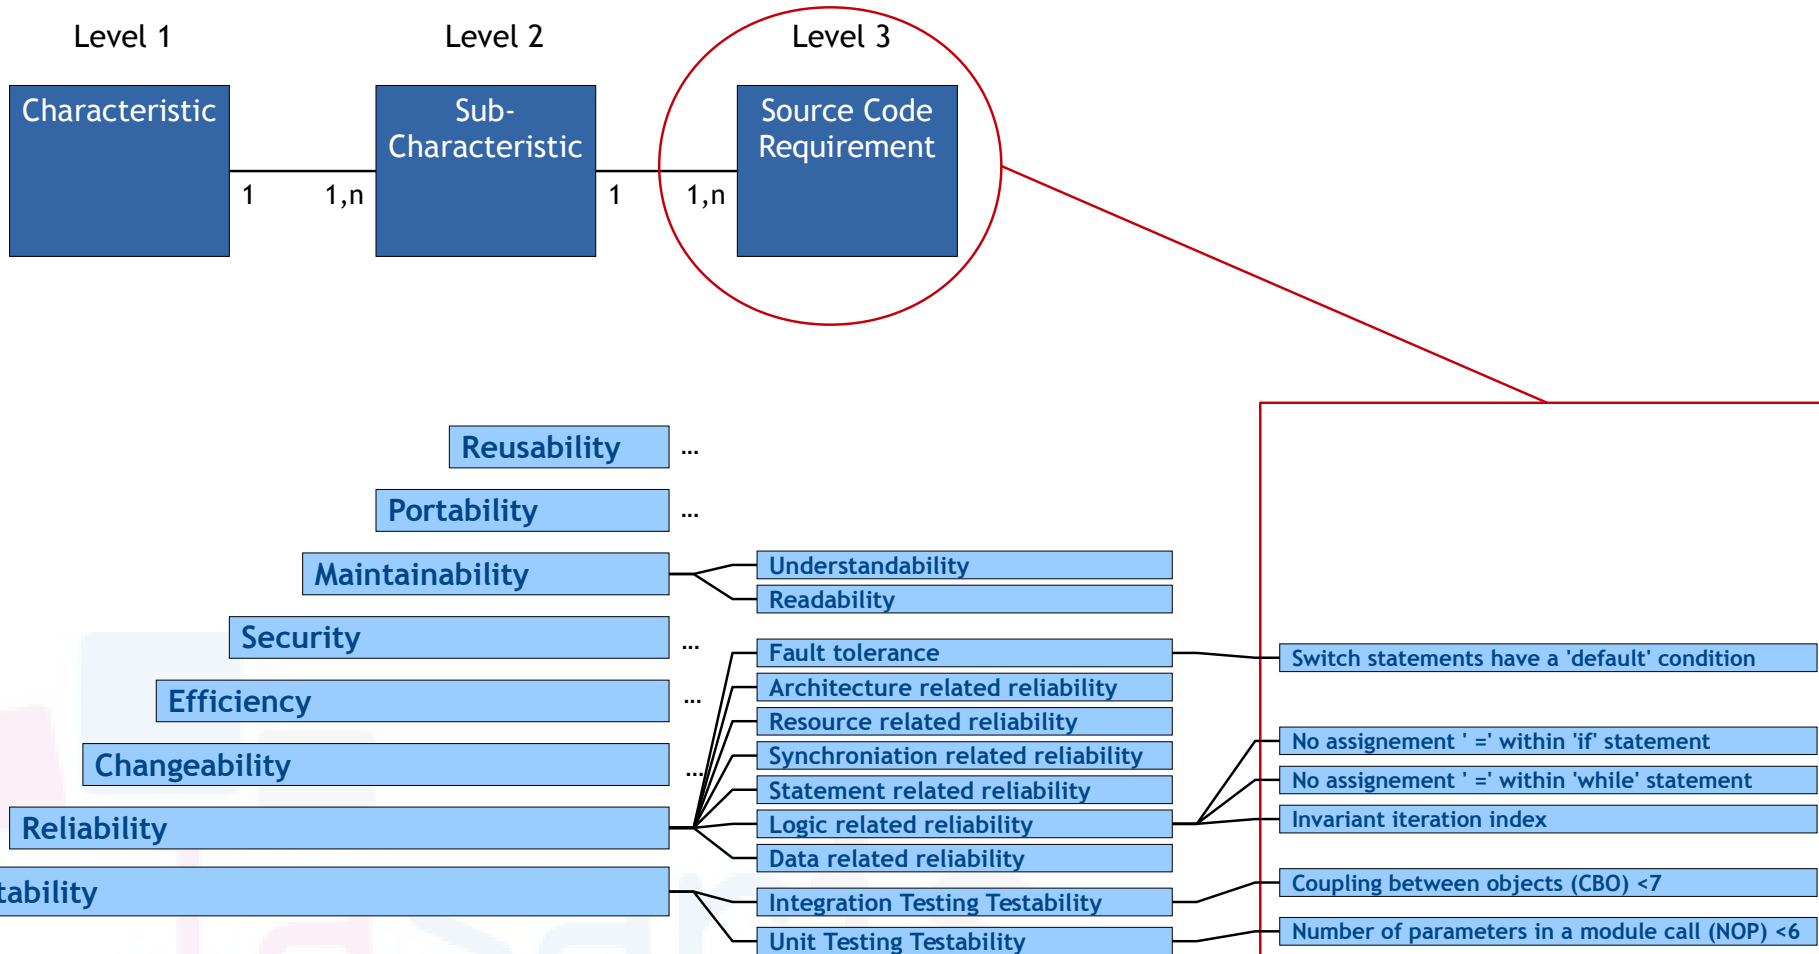 Level 1
Level 2
Level 3
Characteristic
Sub-
Characteristic
Source Code
Requirement
1
1,n
1
1,n
Reusability
...
Portability
...
Maintainability
Understandability
Readability
Security
...
Fault tolerance
Switch statements have a 'default' condition
Efficiency
...
Architecture related reliability
Resource related reliability
Changeability
...
Synchroniation related reliability
No assignement ' =' within 'if' statement
Statement related reliability
No assignement ' =' within 'while' statement
Reliability
Logic related reliability
Invariant iteration index
Data related reliability
tability
Integration Testing Testability
Coupling between objects (CBO) <7
Unit Testing Testability
Number of parameters in a module call (NOP) <6